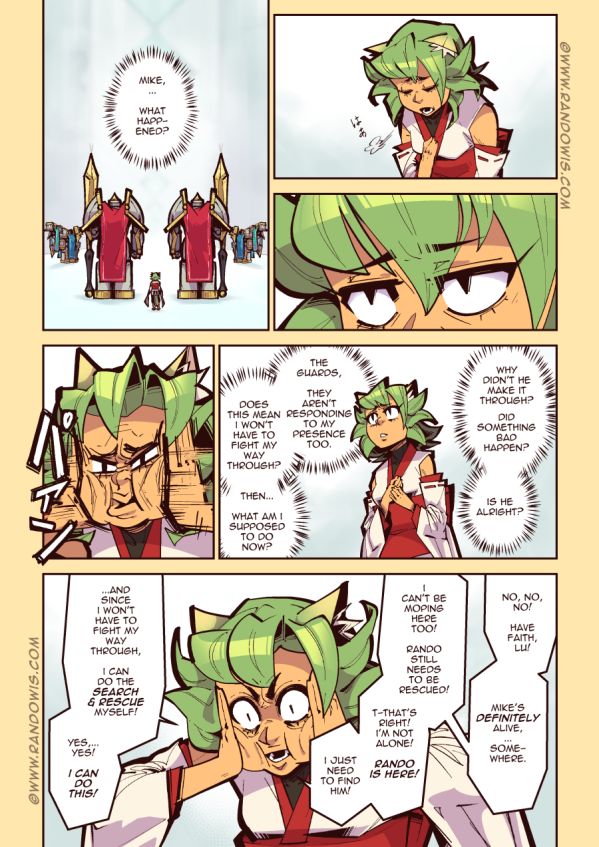 はぁ
MIKE,
...
WHAT
HAPP-
ENED?
©WWW.RANDOWIS.COM
WHY
DIDN'T HE
MAKE IT
THROUGH?
DID
SOMETHING
BAD
HAPPEN?
IS HE
ALRIGHT?
THE
GUARDS,
THEY
AREN'T
RESPONDING
TO MY
PRESENCE
TOO.
DOES
THIS MEAN
I WON'T
HAVE TO
FIGHT MY
WAY
THROUGH?
THEN...
WHAT AM I
SUPPOSED
TO DO
NOW?
NO, NO,
NO!
HAVE
FAITH,
LU!
MIKE'S
DEFINITELY
ALIVE,
...
SOME-
WHERE.
I
CAN'T BE
MOPING
HERE
TOO!
RANDO
STILL
NEEDS
TO BE
RESCUED!
T-THAT'S
RIGHT!
I'M NOT
ALONE!
RANDO
IS HERE!
I JUST
NEED
TO FIND
HIM!
...AND
SINCE
I WON'T
HAVE TO
FIGHT MY
WAY
THROUGH,
I CAN
DO THE
SEARCH
& RESCUE
MYSELF!
YES,...
YES!
I CAN
DO
THIS!
©WWW.RANDOWIS.COM